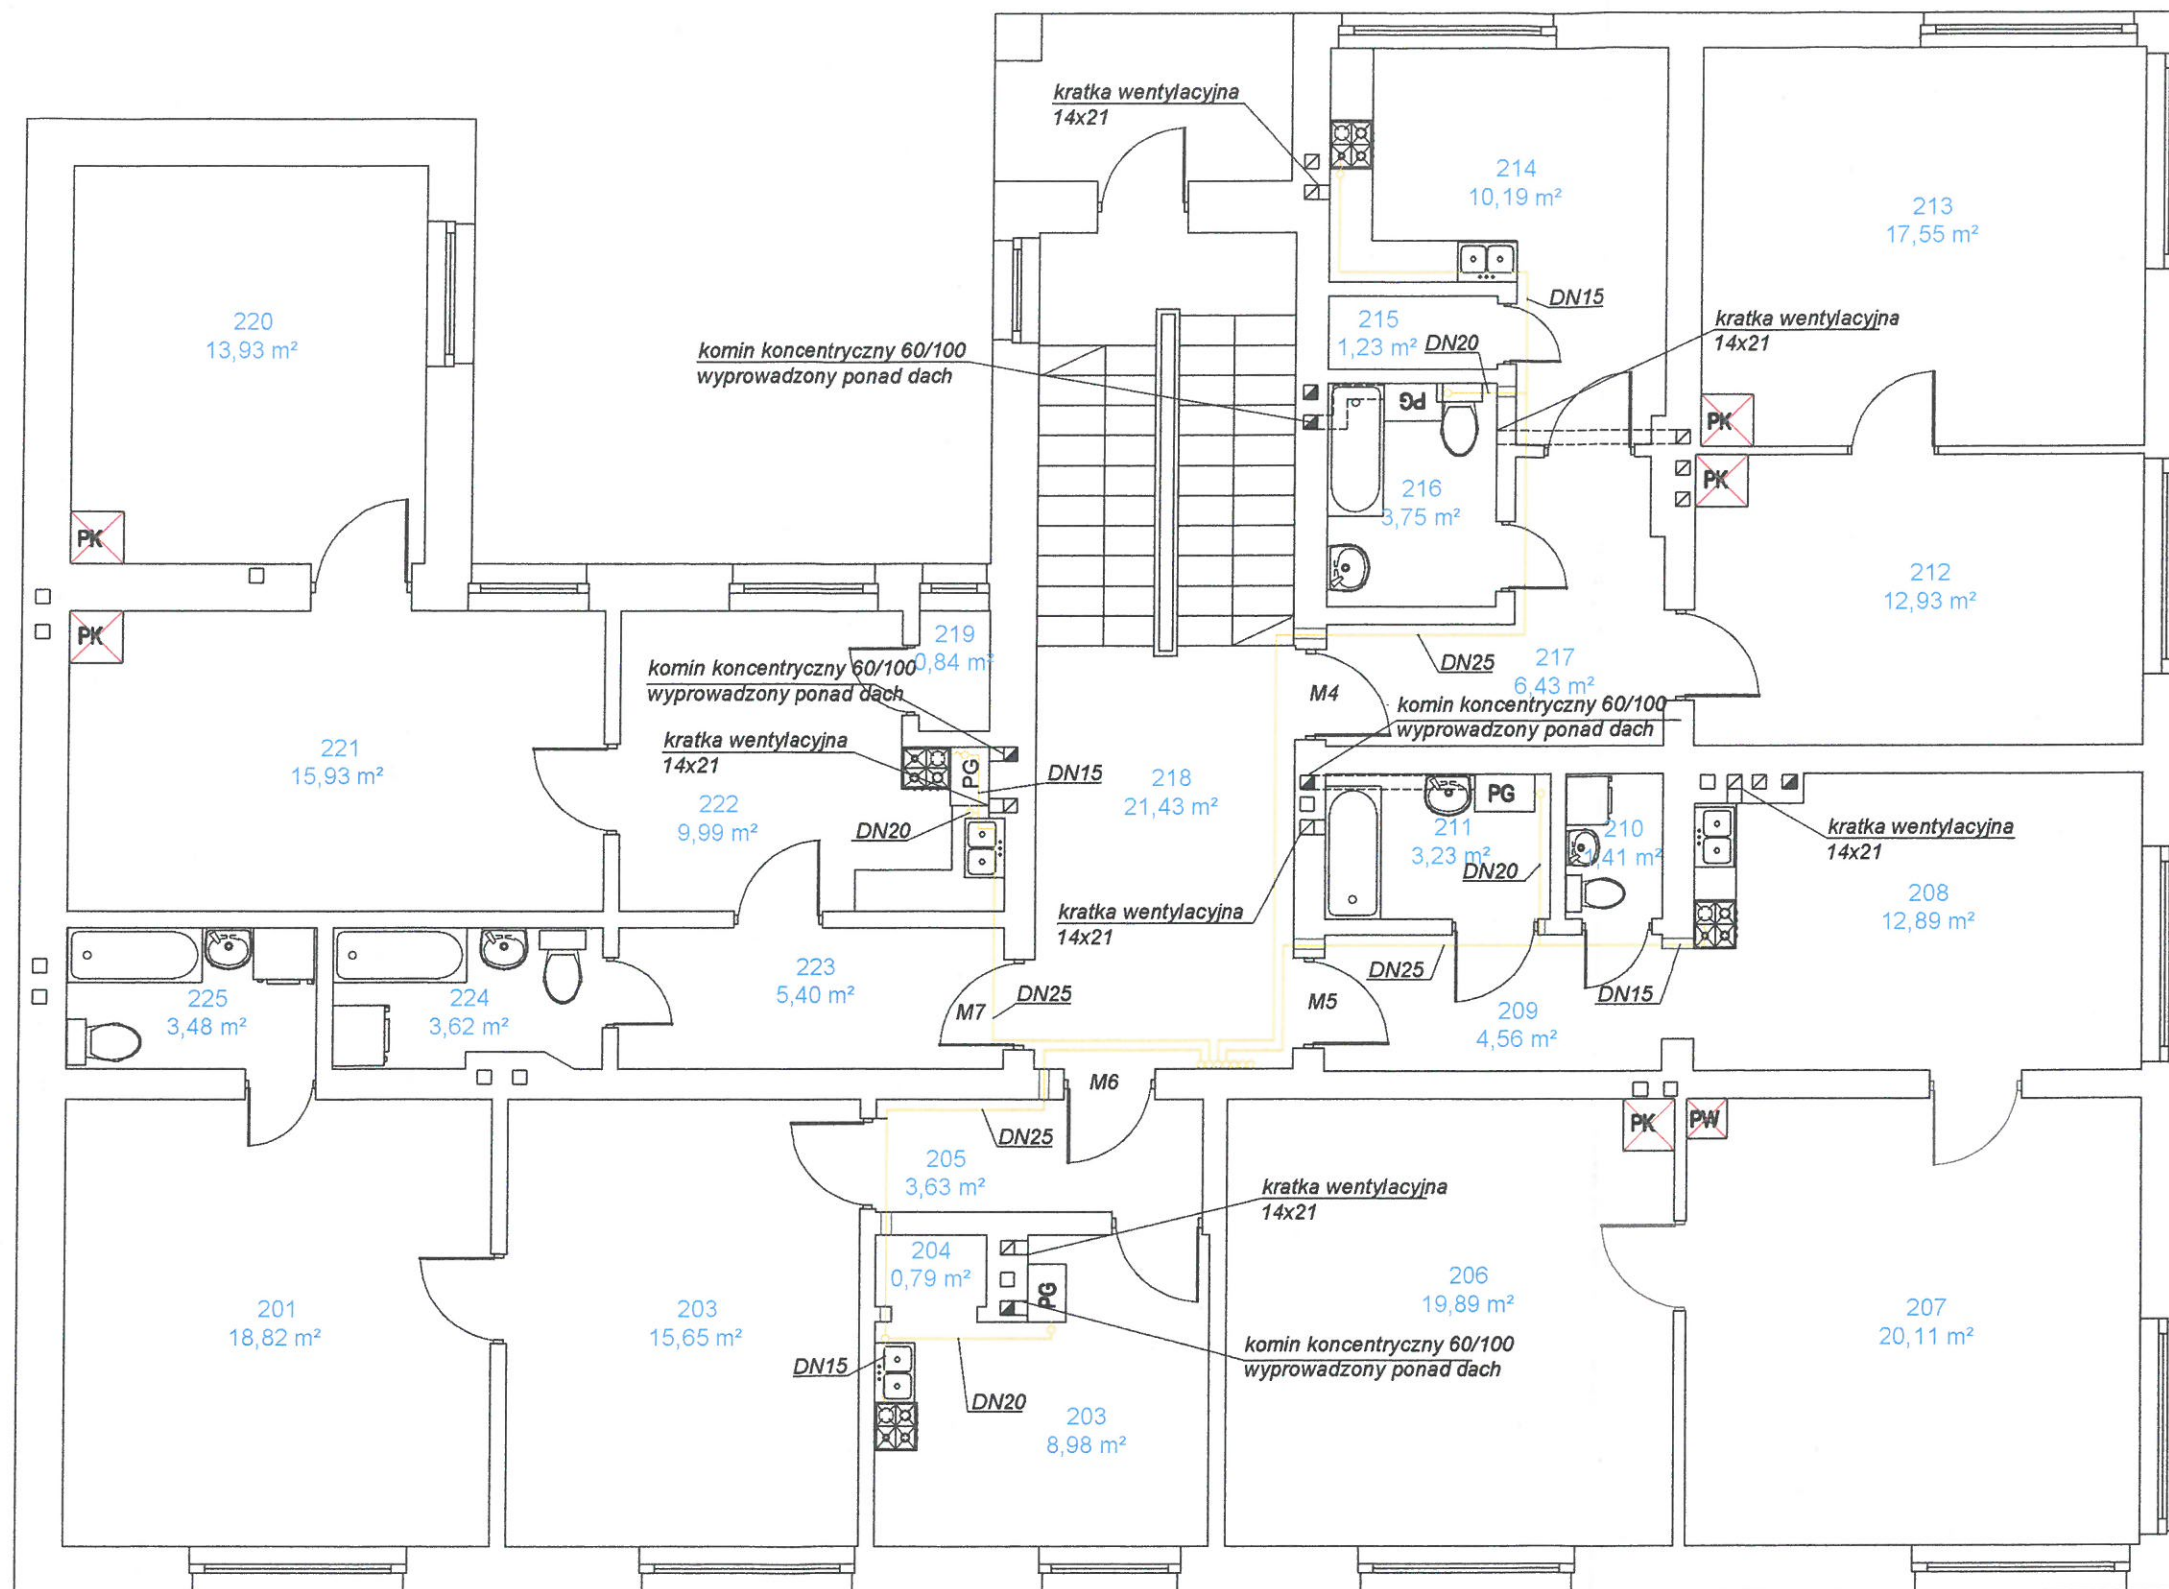 kratka wentylacyjna
14x21
214
10,19 m²
213
17,55 m²
DN15
215
1,23 m²
DN20
kratka wentylacyjna
14x21
220
13,93 m²
komin koncentryczny 60/100
wyprowadzony ponad dach
PG
PK
PK
216
3,75 m²
PK
212
12,93 m²
PK
219
0,84 m²
komin koncentryczny 60/100
wyprowadzony ponad dach
DN25
217
6,43 m²
M4
komin koncentryczny 60/100
wyprowadzony ponad dach
221
15,93 m²
kratka wentylacyjna
14x21
PG
DN15
218
21,43 m²
222
9,99 m²
DN20
PG
211
3,23 m²
DN20
210
1,41 m²
kratka wentylacyjna
14x21
208
12,89 m²
kratka wentylacyjna
14x21
225
3,48 m²
224
3,62 m²
223
5,40 m²
M7
DN25
M5
DN25
209
4,56 m²
DN15
M6
DN25
PK
PW
205
3,63 m²
kratka wentylacyjna
14x21
204
0,79 m²
PG
201
18,82 m²
203
15,65 m²
206
19,89 m²
207
20,11 m²
komin koncentryczny 60/100
wyprowadzony ponad dach
DN15
DN20
203
8,98 m²